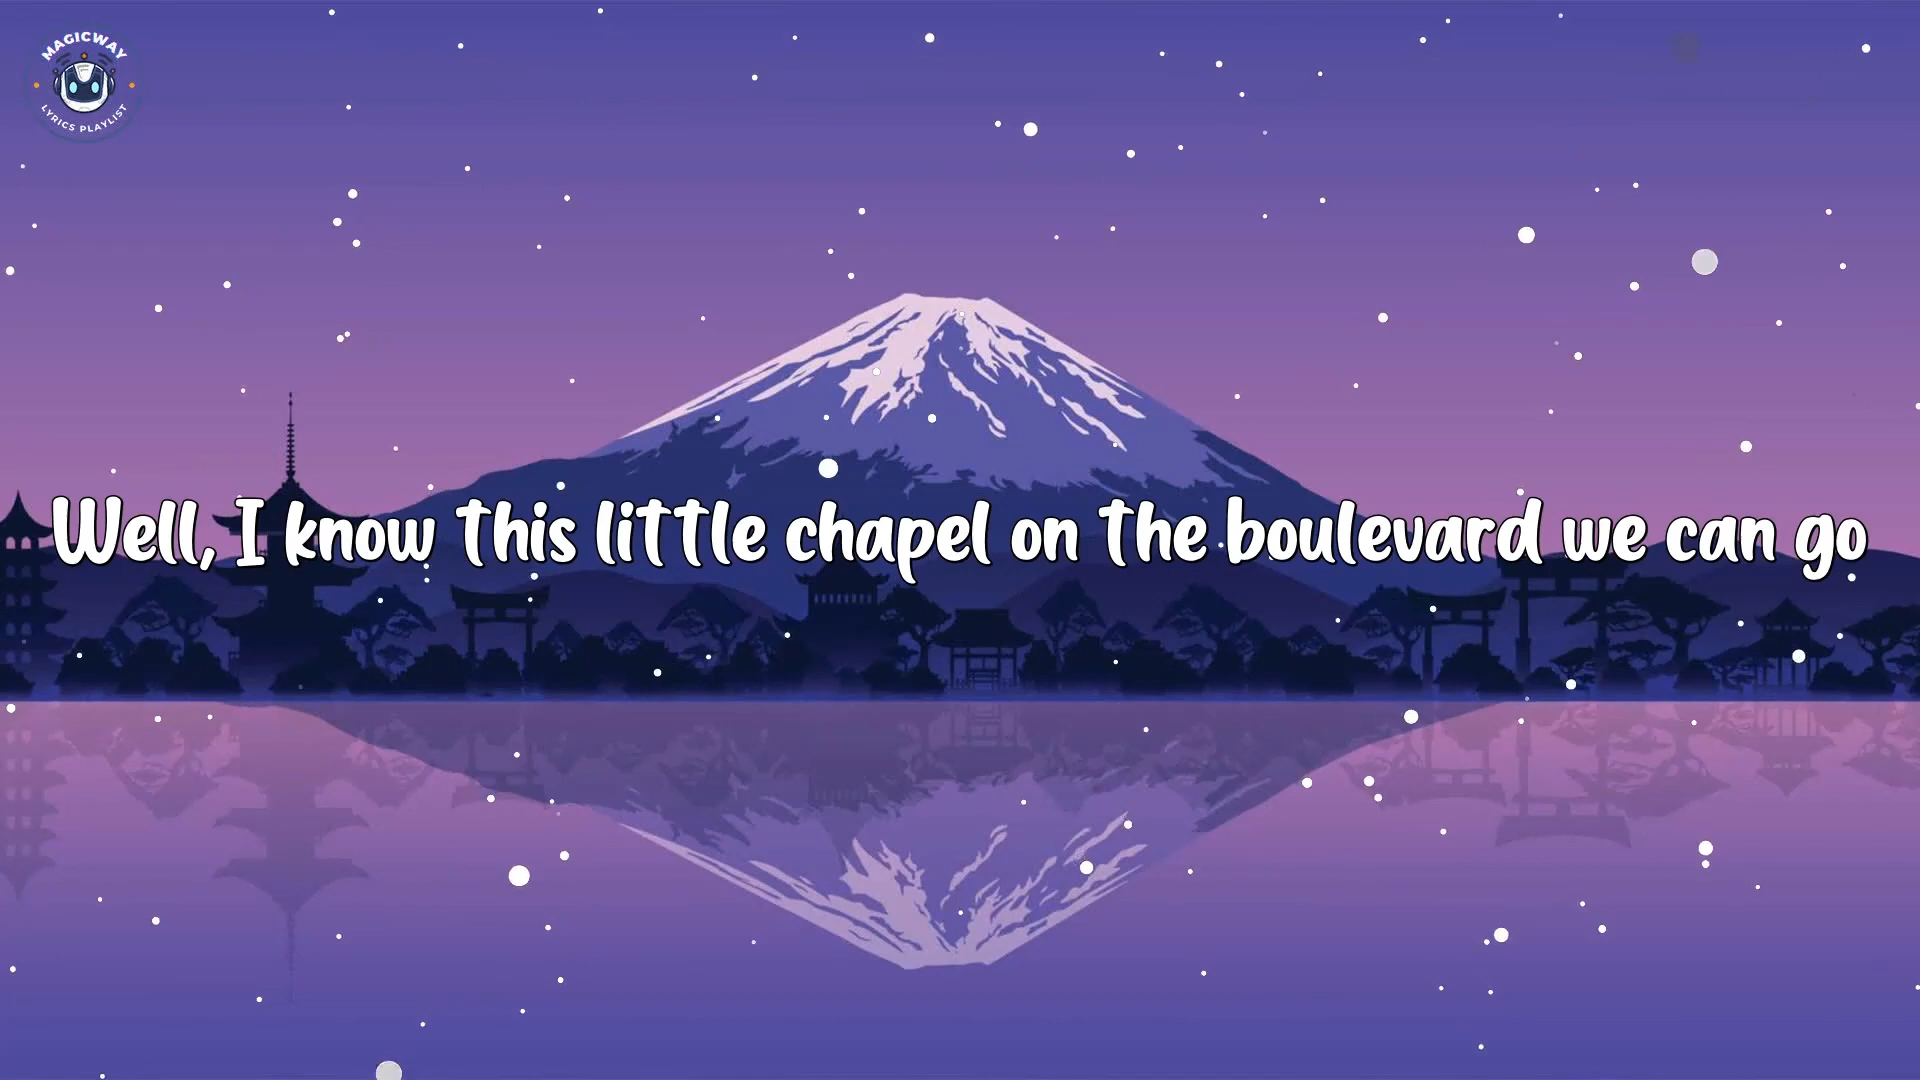 MAGICWAY
LYRICS PLAYLIST
Well, I know this little chapel on the boulevard we can go